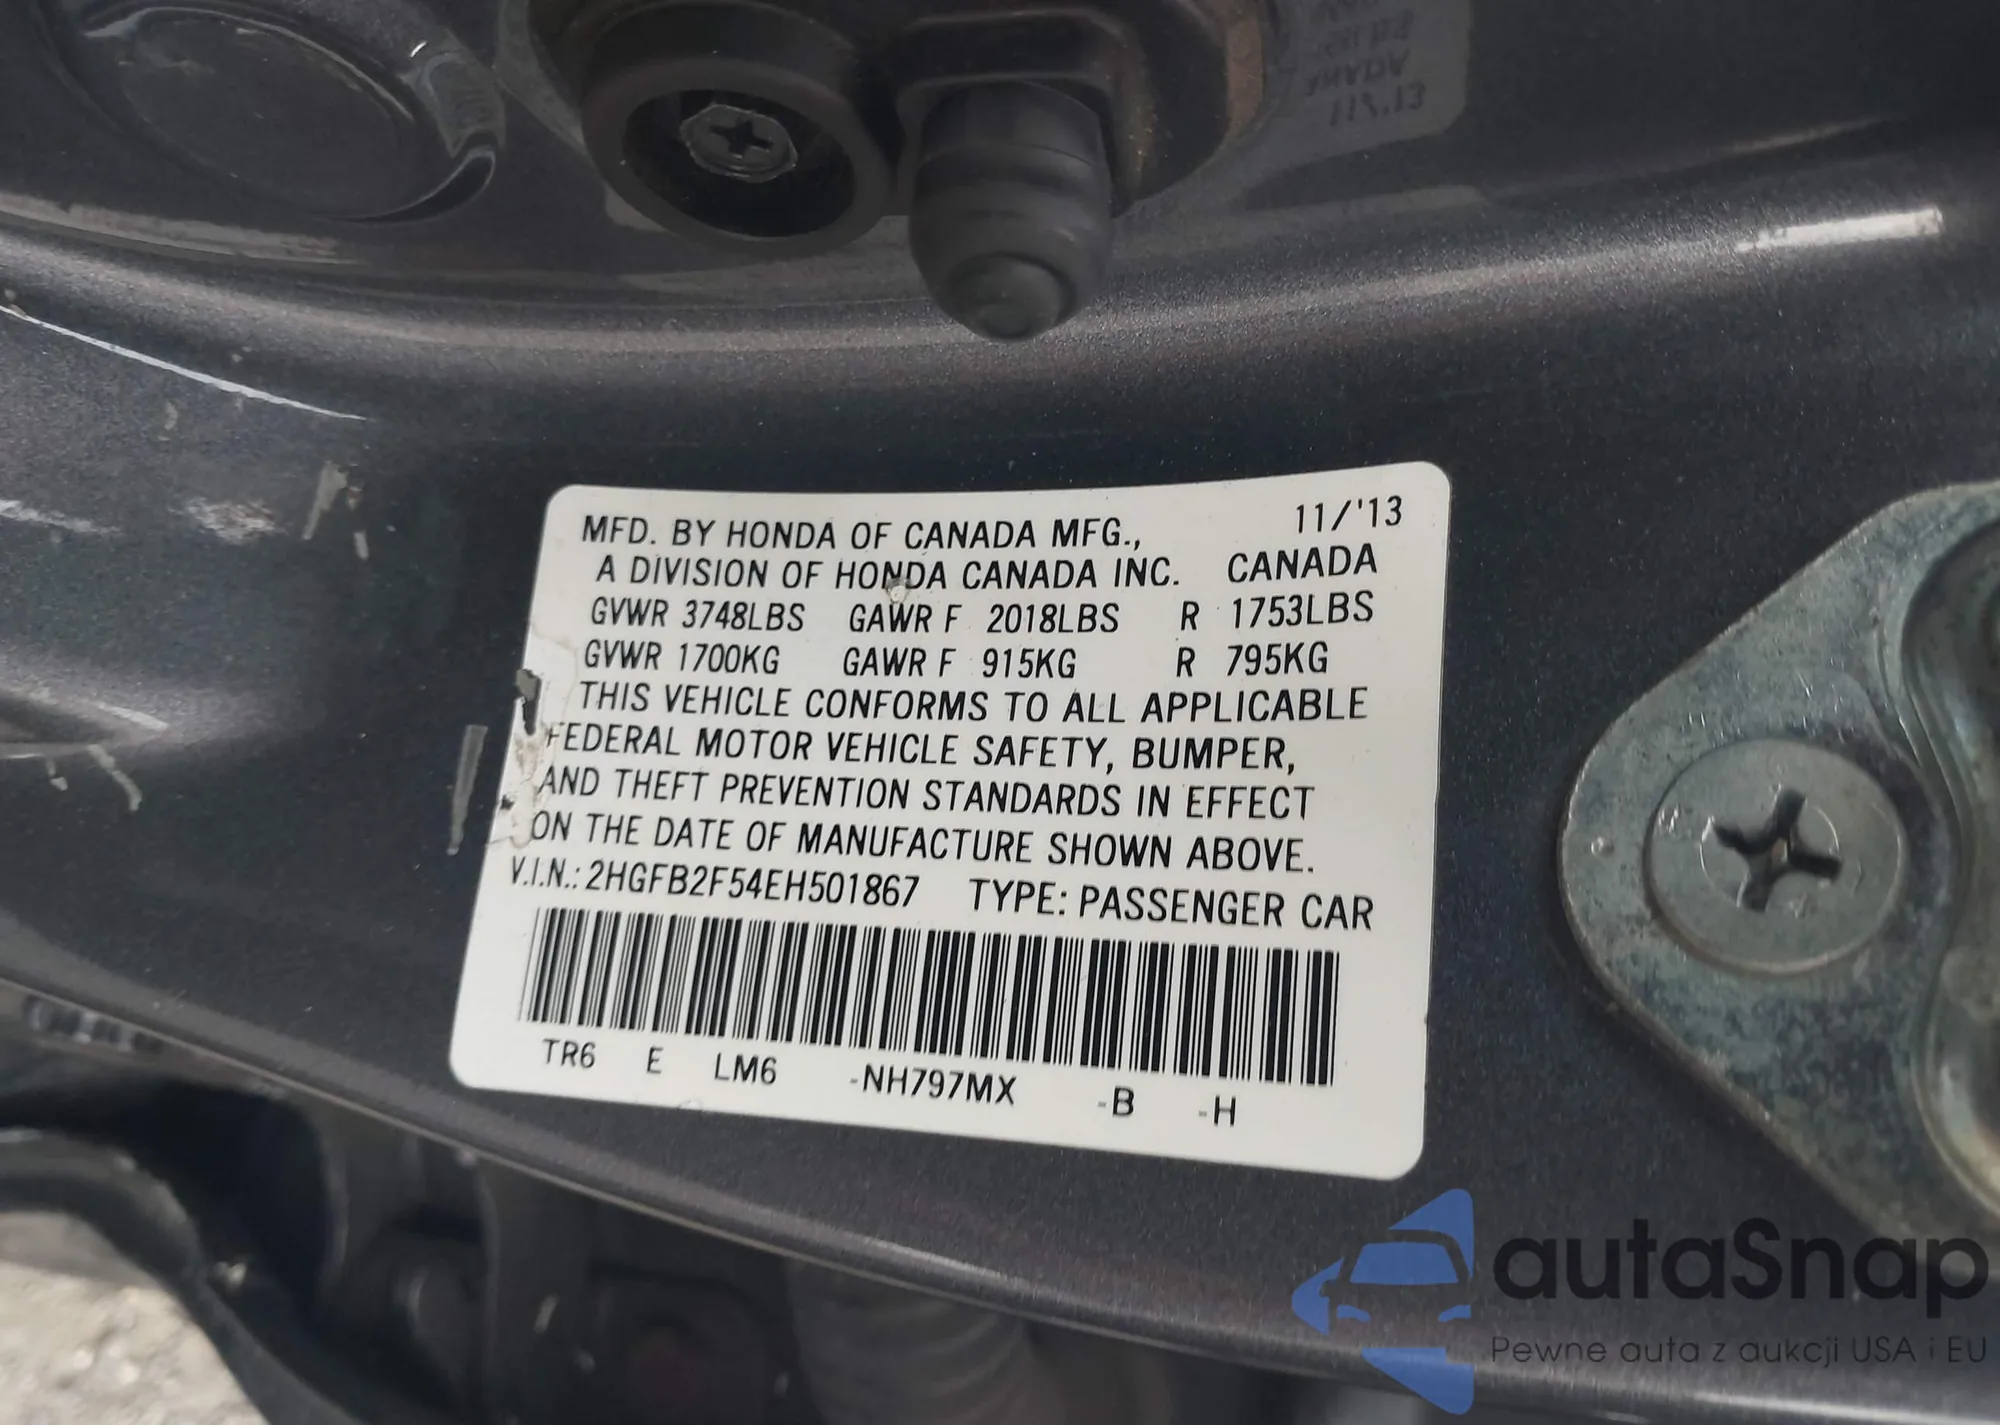 MFD. BY HONDA OF CANADA MFG., 11/'13
A DIVISION OF HONDA CANADA INC. CANADA
GVWR 3748LBS GAWR F 2018LBS R 1753LBS
GVWR 1700KG GAWR F 915KG R 795KG
THIS VEHICLE CONFORMS TO ALL APPLICABLE
FEDERAL MOTOR VEHICLE SAFETY, BUMPER,
AND THEFT PREVENTION STANDARDS IN EFFECT
ON THE DATE OF MANUFACTURE SHOWN ABOVE.
V.I.N.: 2HGFB2F54EH501867 TYPE: PASSENGER CAR
TR6 E LM6 -NH797MX -B -H
autaSnap
Pewne auta z aukcji USA i EU